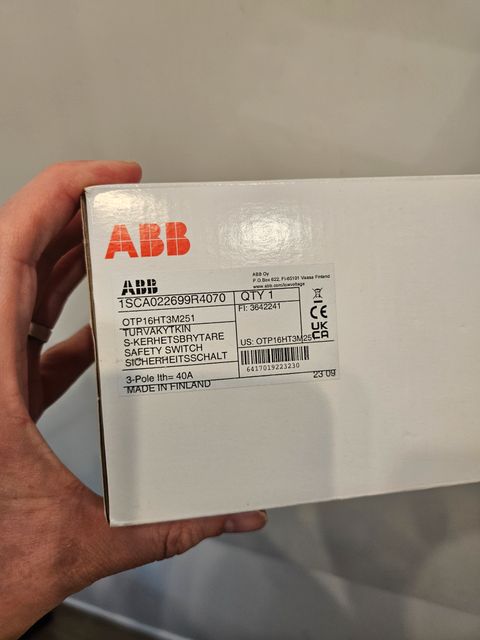 ABB
ABB
ABB Oy
P.O.Box 622, FI-65101 Vaasa Finland
www.abb.com/lowvoltage
1SCA022699R4070
QTY 1
FI: 3642241
OTP16HT3M251
TURVAKYTKIN
S-KERHETSBRYTARE
SAFETY SWITCH
SICHERHEITSSCHALT
CE
UK
CA
US: OTP16HT3M251
6417019223230
3-Pole Ith= 40A
23 09
MADE IN FINLAND